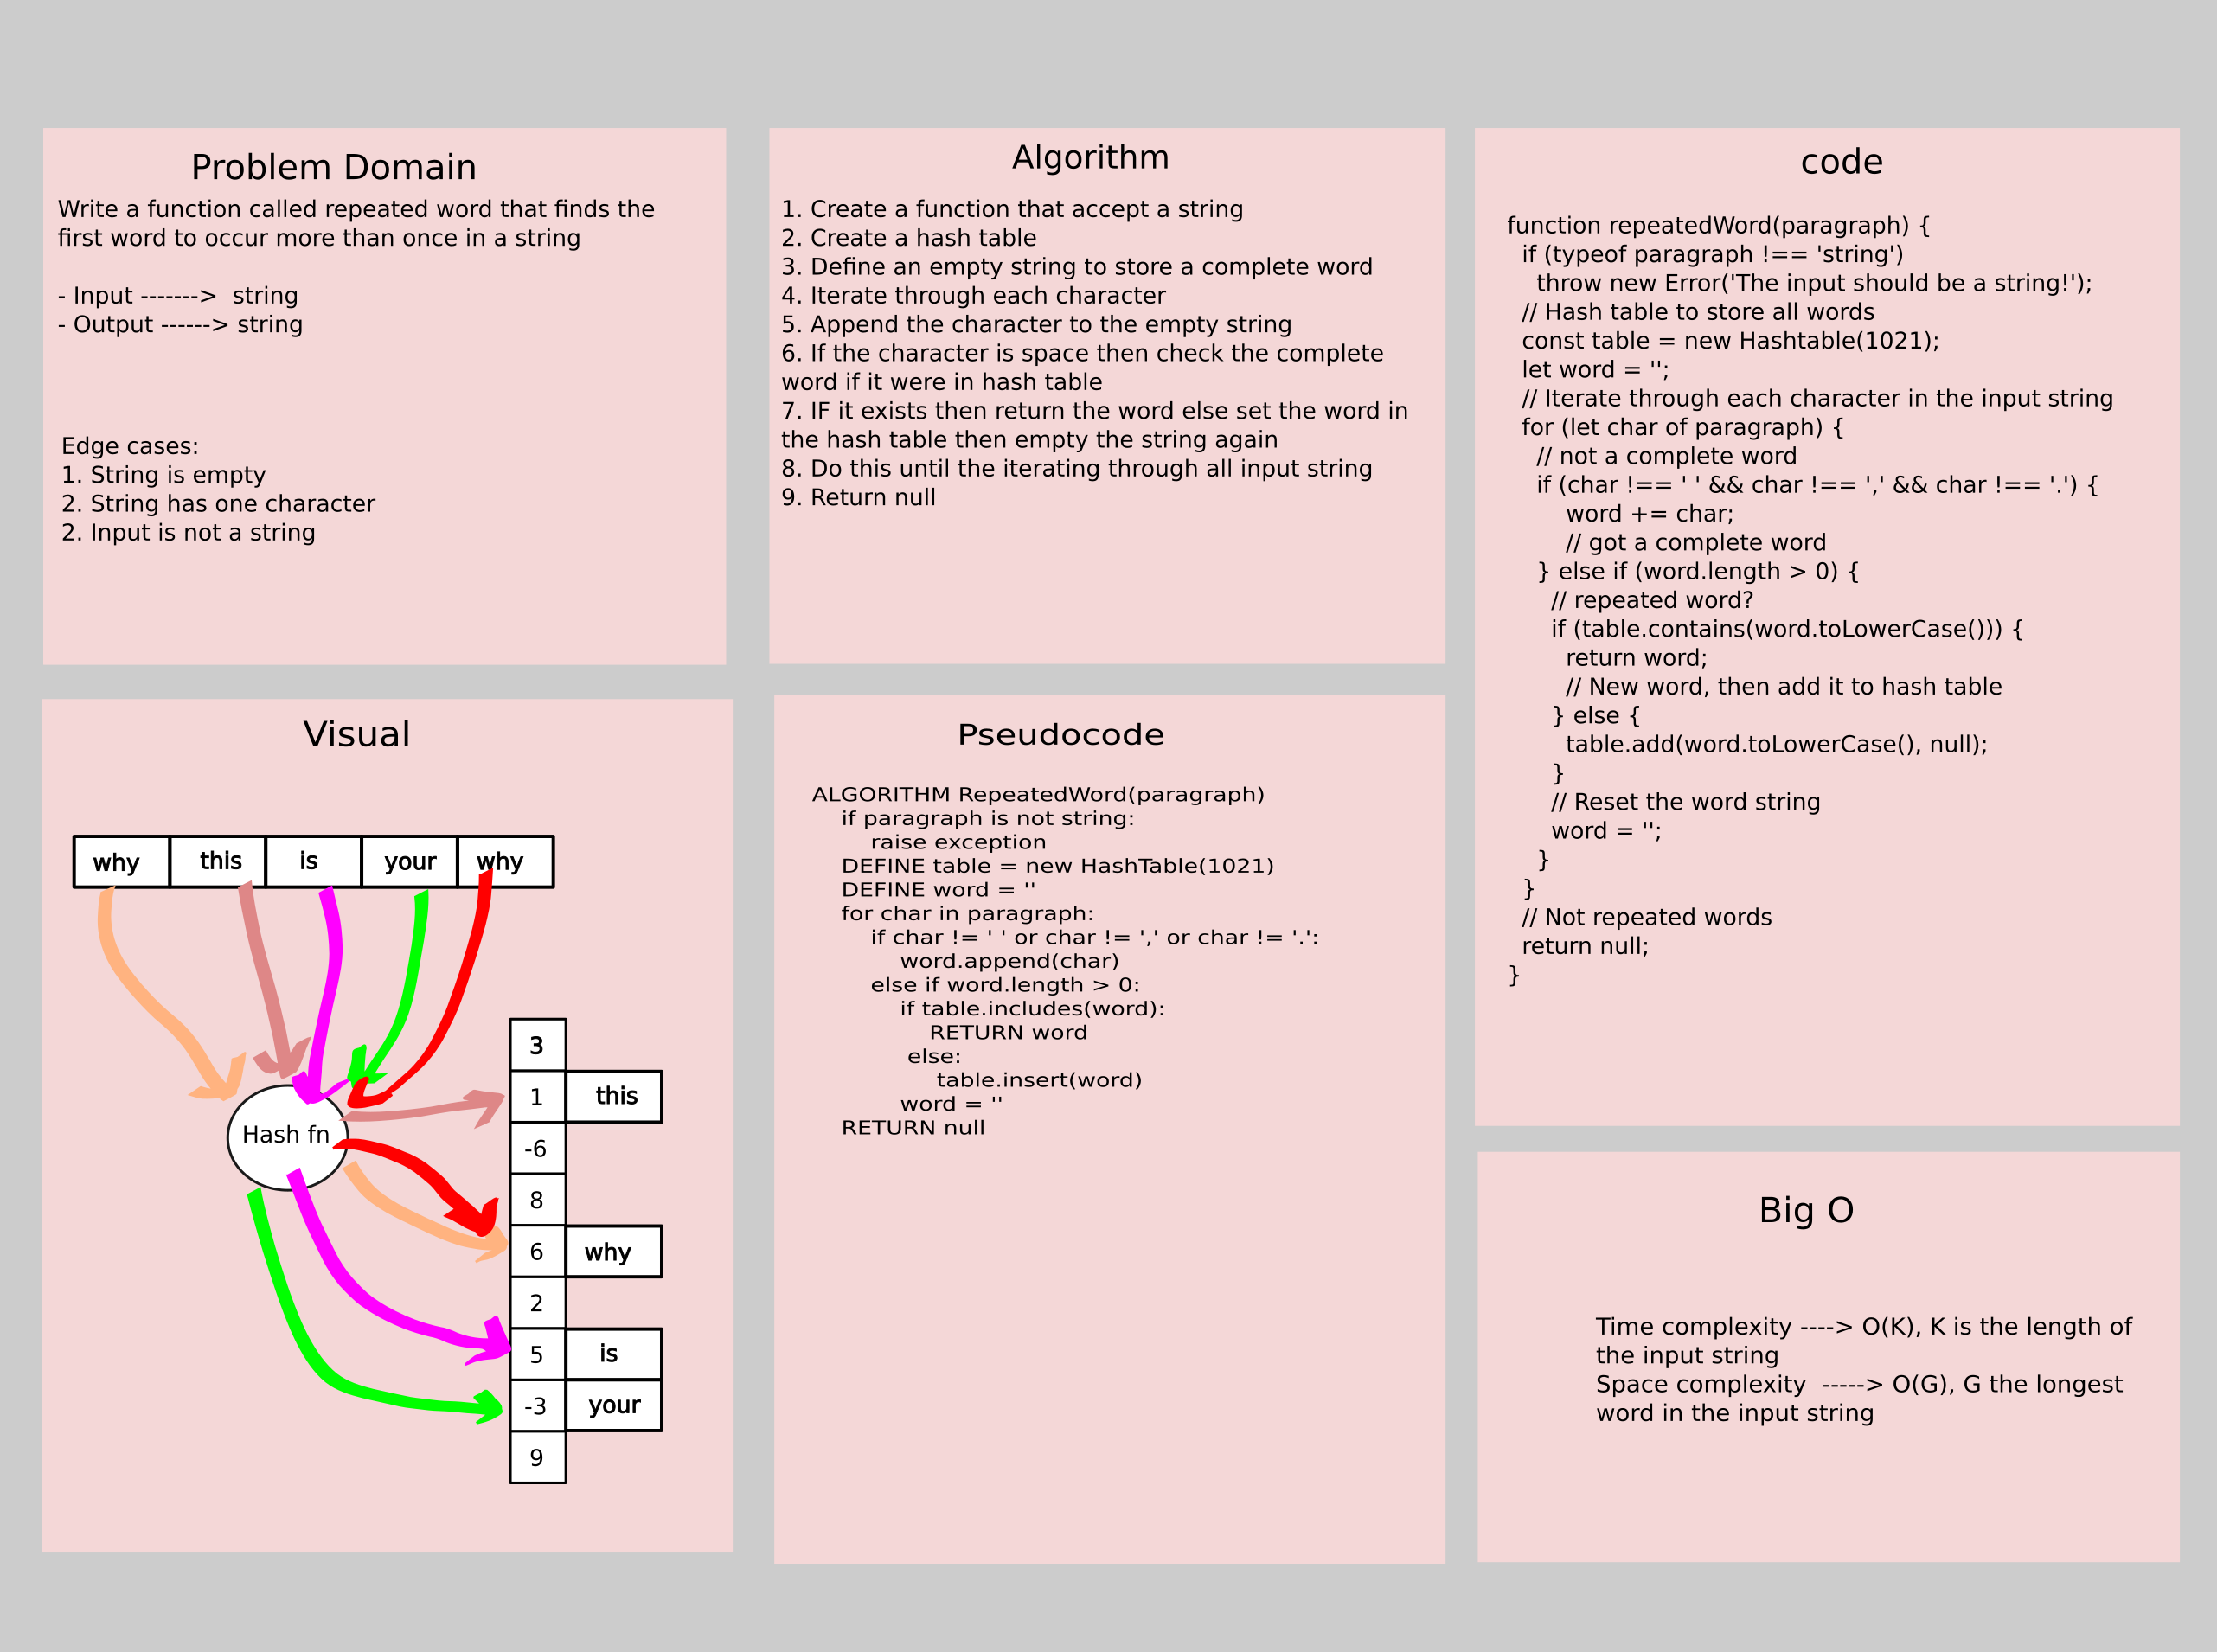 Problem Domain
Write a function called repeated word that finds the
first word to occur more than once in a string
- Input ------->  string
- Output ------> string
Edge cases:
1. String is empty
2. String has one character
2. Input is not a string
Algorithm
1. Create a function that accept a string
2. Create a hash table
3. Define an empty string to store a complete word
4. Iterate through each character
5. Append the character to the empty string
6. If the character is space then check the complete
word if it were in hash table
7. IF it exists then return the word else set the word in
the hash table then empty the string again
8. Do this until the iterating through all input string
9. Return null
code
function repeatedWord(paragraph) {
  if (typeof paragraph !== 'string')
    throw new Error('The input should be a string!');
  // Hash table to store all words
  const table = new Hashtable(1021);
  let word = '';
  // Iterate through each character in the input string
  for (let char of paragraph) {
    // not a complete word
    if (char !== ' ' && char !== ',' && char !== '.') {
        word += char;
        // got a complete word
    } else if (word.length > 0) {
      // repeated word?
      if (table.contains(word.toLowerCase())) {
        return word;
        // New word, then add it to hash table
      } else {
        table.add(word.toLowerCase(), null);
      }
      // Reset the word string
      word = '';
    }
  }
  // Not repeated words
  return null;
}
Visual
why this is your why
Hash fn
3
1 this
-6
8
6 why
2
5 is
-3 your
9
Pseudocode
ALGORITHM RepeatedWord(paragraph)
    if paragraph is not string:
        raise exception
    DEFINE table = new HashTable(1021)
    DEFINE word = ''
    for char in paragraph:
        if char != ' ' or char != ',' or char != '.':
            word.append(char)
        else if word.length > 0:
            if table.includes(word):
                RETURN word
             else:
                 table.insert(word)
            word = ''
    RETURN null
Big O
Time complexity ----> O(K), K is the length of
the input string
Space complexity  -----> O(G), G the longest
word in the input string